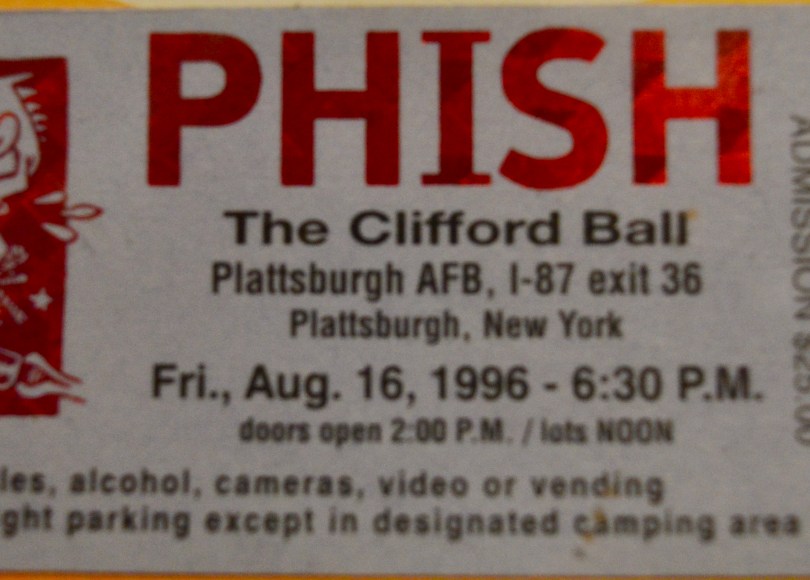 PHISH
The Clifford Ball
Plattsburgh AFB, I-87 exit 36
Plattsburgh, New York
Fri., Aug. 16, 1996 - 6:30 P.M.
doors open 2:00 P.M. / lots NOON
les, alcohol, cameras, video or vending
ght parking except in designated camping area
ADMISSION $25.00